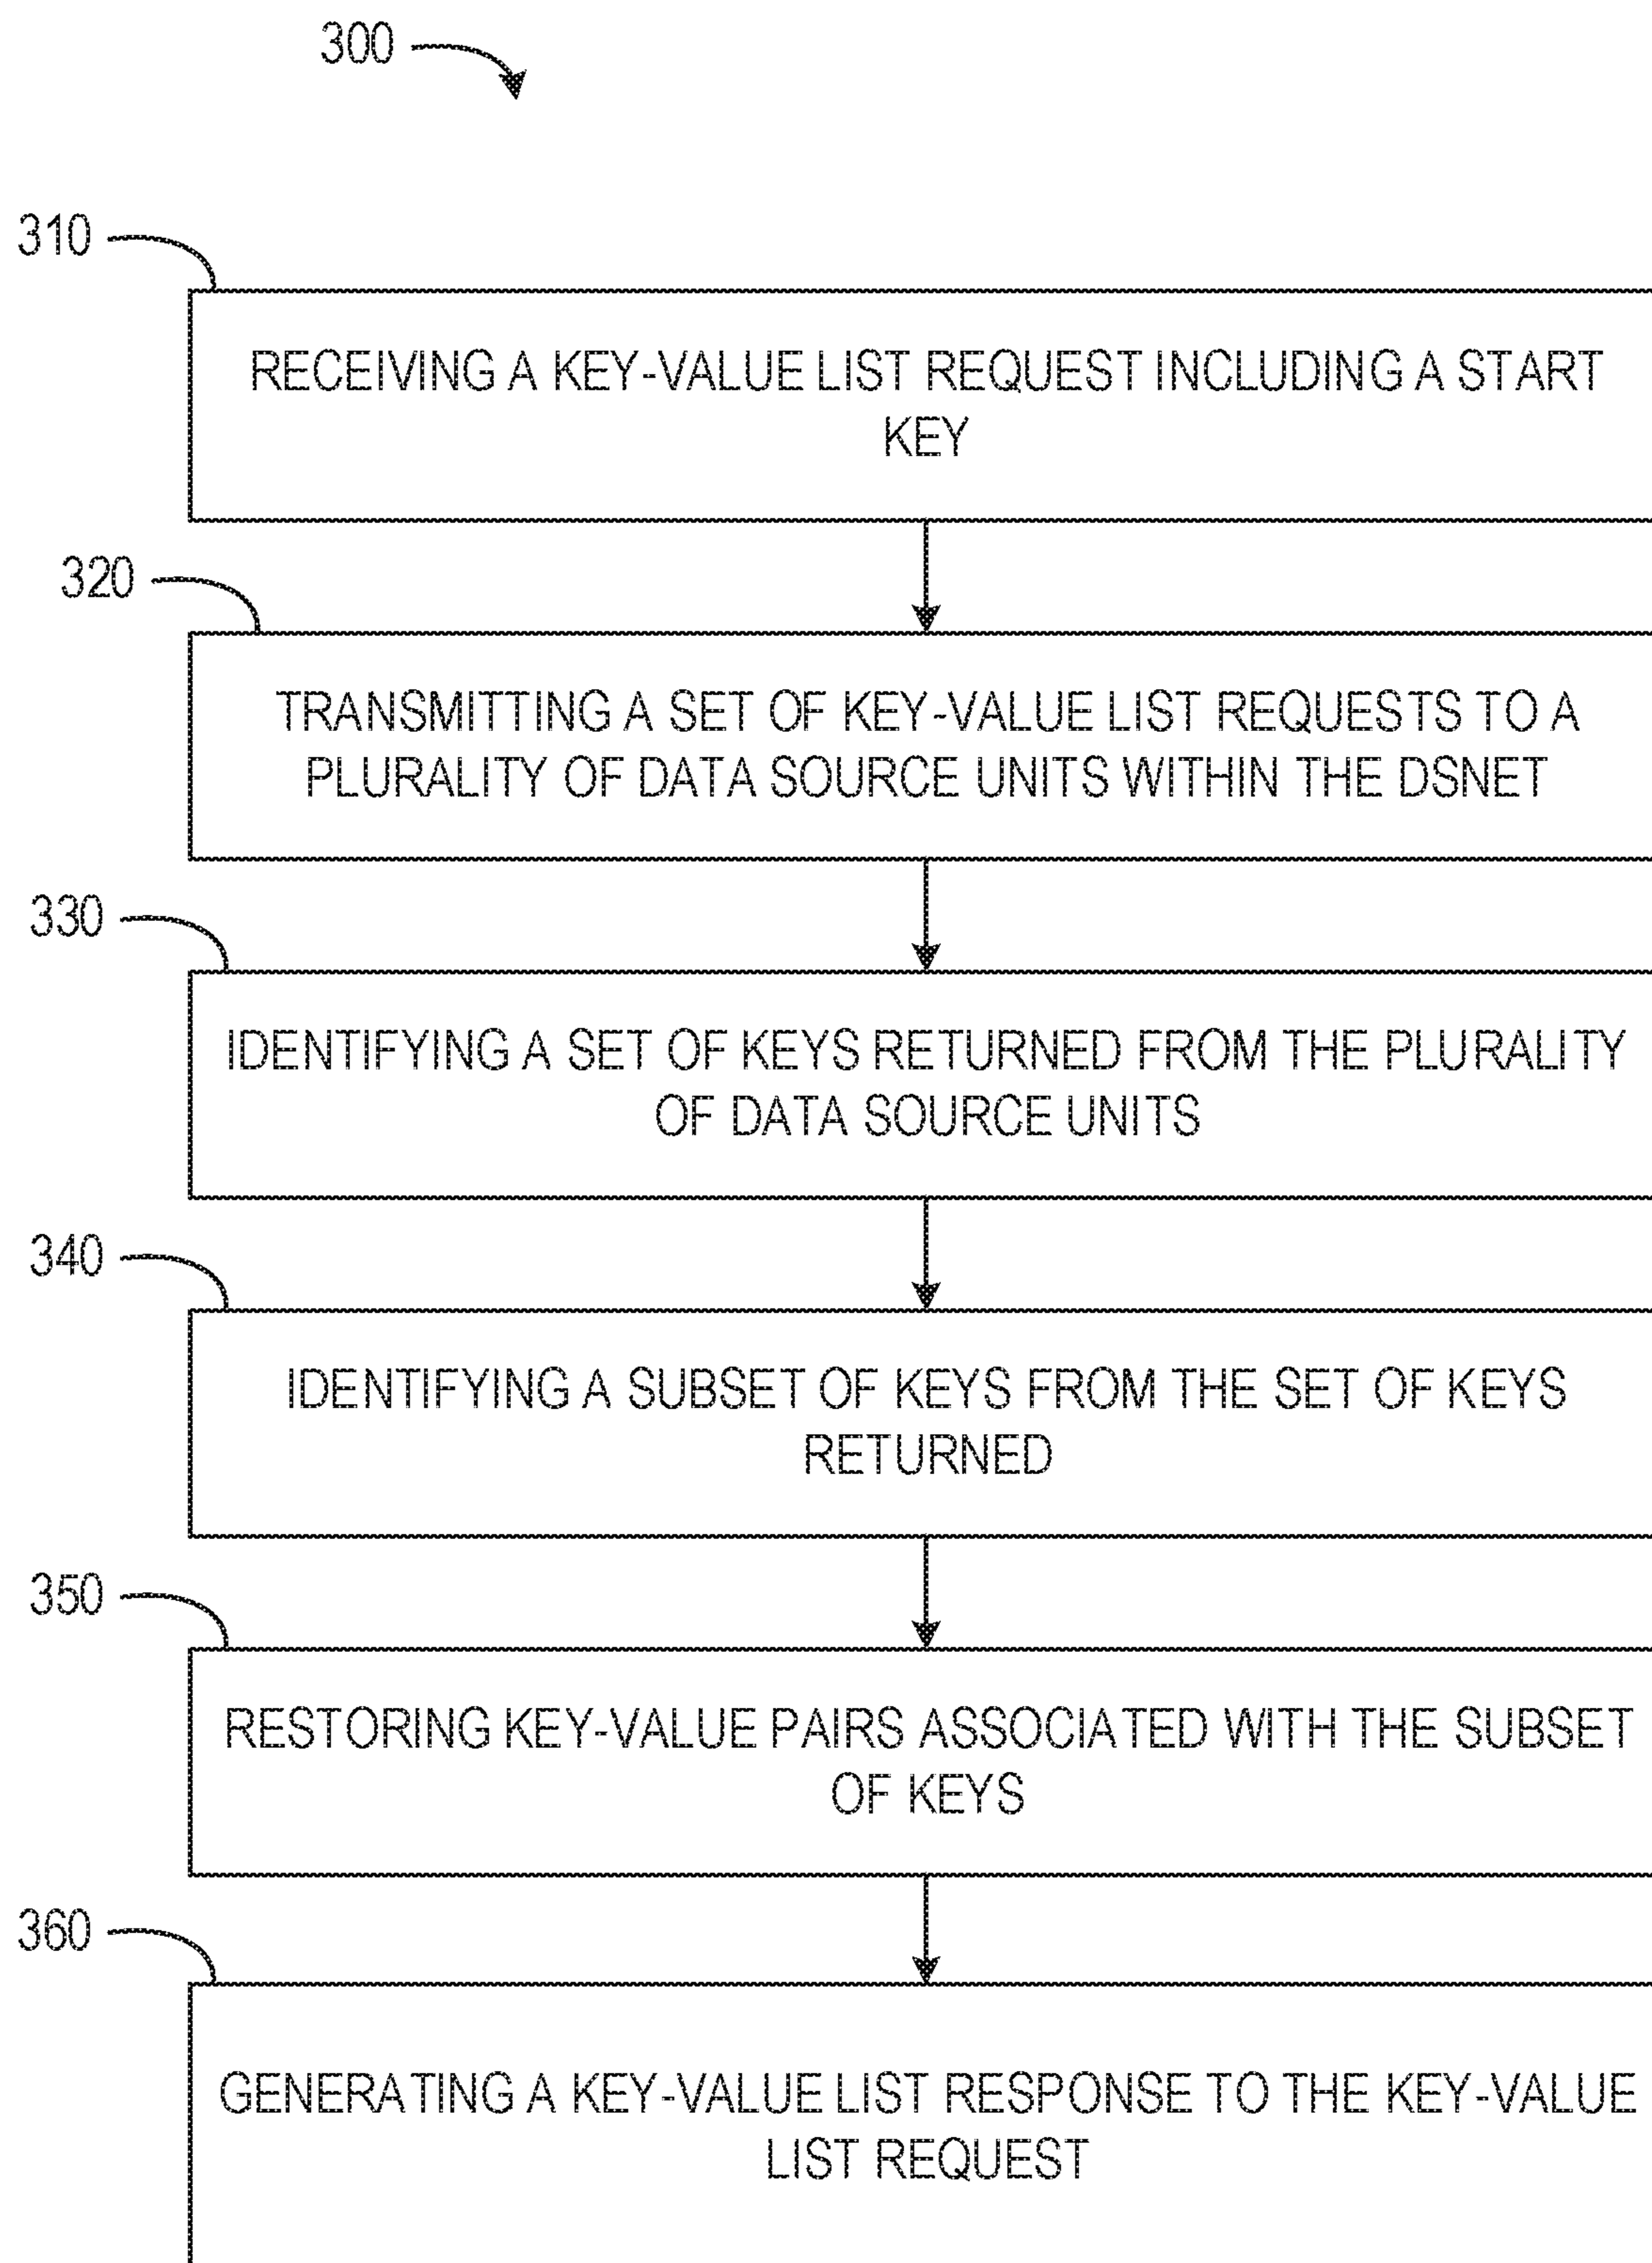 300
310
RECEIVING A KEY-VALUE LIST REQUEST INCLUDING A START
KEY
320
TRANSMITTING A SET OF KEY-VALUE LIST REQUESTS TO A
PLURALITY OF DATA SOURCE UNITS WITHIN THE DSNET
330
IDENTIFYING A SET OF KEYS RETURNED FROM THE PLURALITY
OF DATA SOURCE UNITS
340
IDENTIFYING A SUBSET OF KEYS FROM THE SET OF KEYS
RETURNED
350
RESTORING KEY-VALUE PAIRS ASSOCIATED WITH THE SUBSET
OF KEYS
360
GENERATING A KEY-VALUE LIST RESPONSE TO THE KEY-VALUE
LIST REQUEST